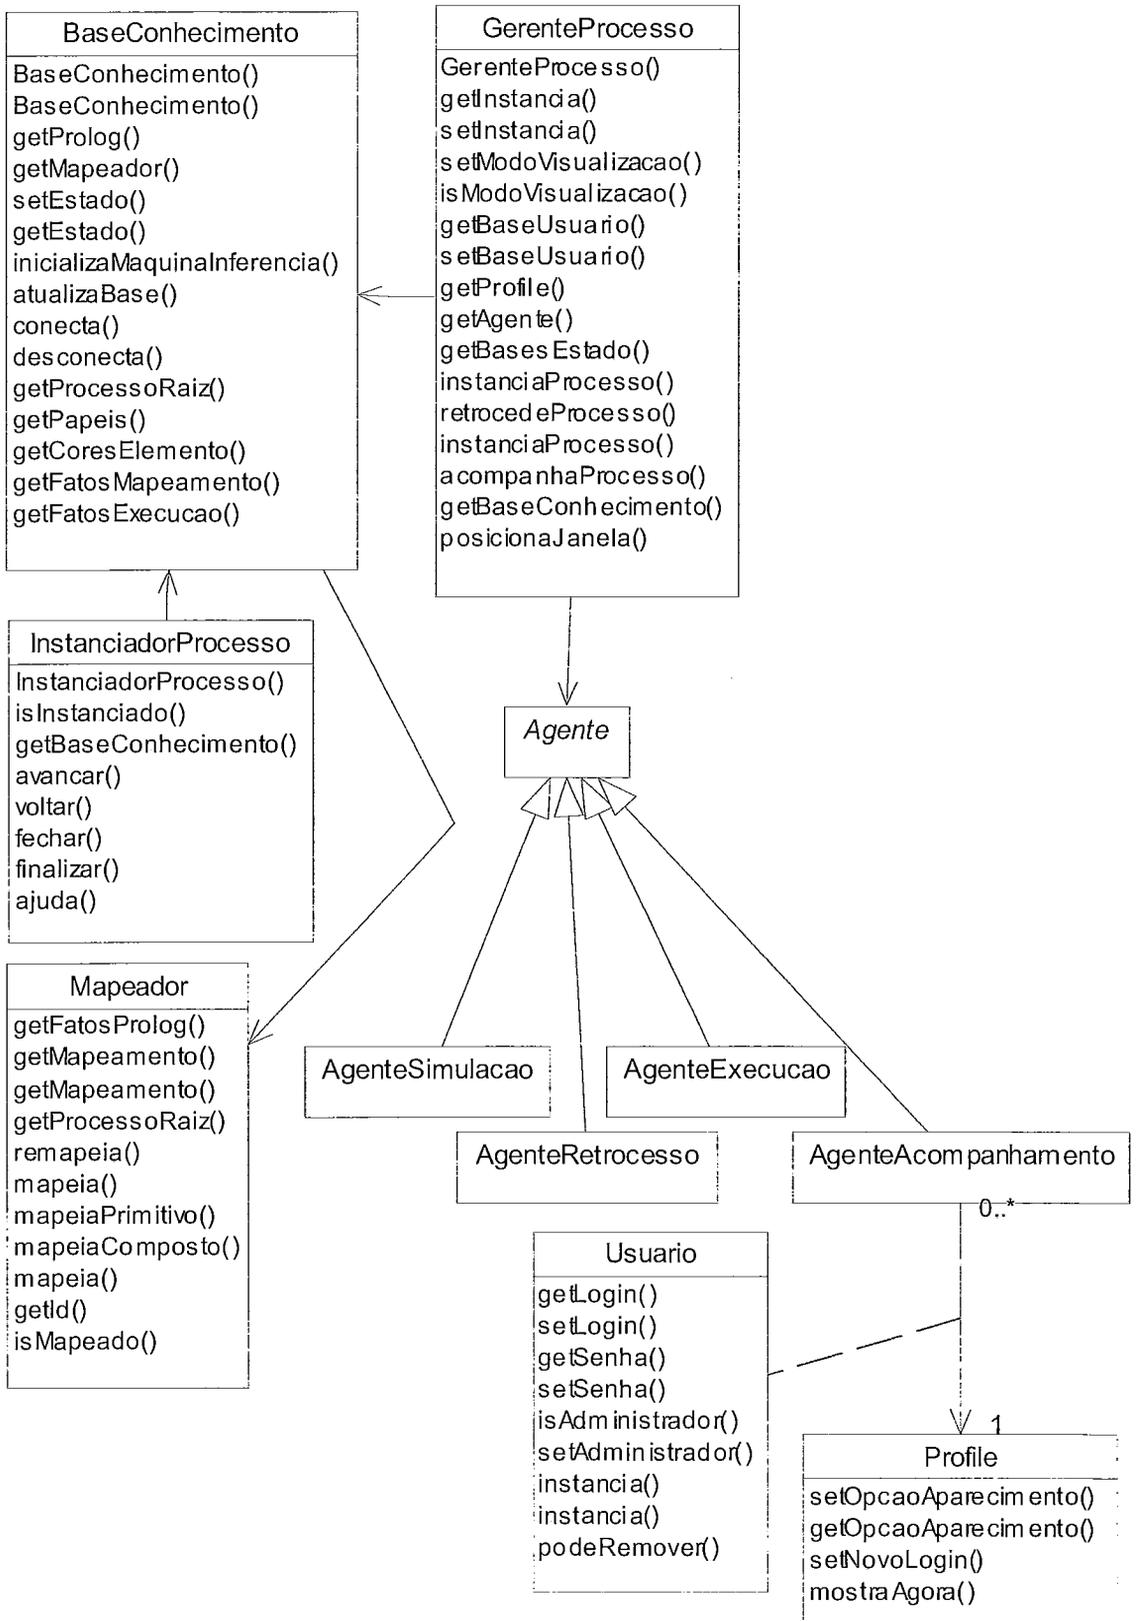 BaseConhecimento
BaseConhecimento()
BaseConhecimento()
getProlog()
getMapeador()
setEstado()
getEstado()
inicializaMaquinaInferencia()
atualizaBase()
conecta()
desconecta()
getProcessoRaiz()
getPapeis()
getCoresElemento()
getFatosMapeamento()
getFatosExecucao()
GerenteProcesso
GerenteProcesso()
getInstancia()
setInstancia()
setModoVisualizacao()
isModoVisualizacao()
getBaseUsuario()
setBaseUsuario()
getProfile()
getAgente()
getBasesEstado()
instanciaProcesso()
retrocedeProcesso()
instanciaProcesso()
acompanhaProcesso()
getBaseConhecimento()
posicionaJanela()
InstanciadorProcesso
InstanciadorProcesso()
isInstanciado()
getBaseConhecimento()
avancar()
voltar()
fechar()
finalizar()
ajuda()
Agente
Mapeador
getFatosProlog()
getMapeamento()
getMapeamento()
getProcessoRaiz()
remapeia()
mapeia()
mapeiaPrimitivo()
mapeiaComposto()
mapeia()
getId()
isMapeado()
AgenteSimulacao
AgenteExecucao
AgenteRetrocesso
AgenteAcompanhamento
0..*
Usuario
getLogin()
setLogin()
getSenha()
setSenha()
isAdministrador()
setAdministrador()
instancia()
instancia()
podeRemover()
1
Profile
setOpcaoAparecimento()
getOpcaoAparecimento()
setNovoLogin()
mostraAgora()